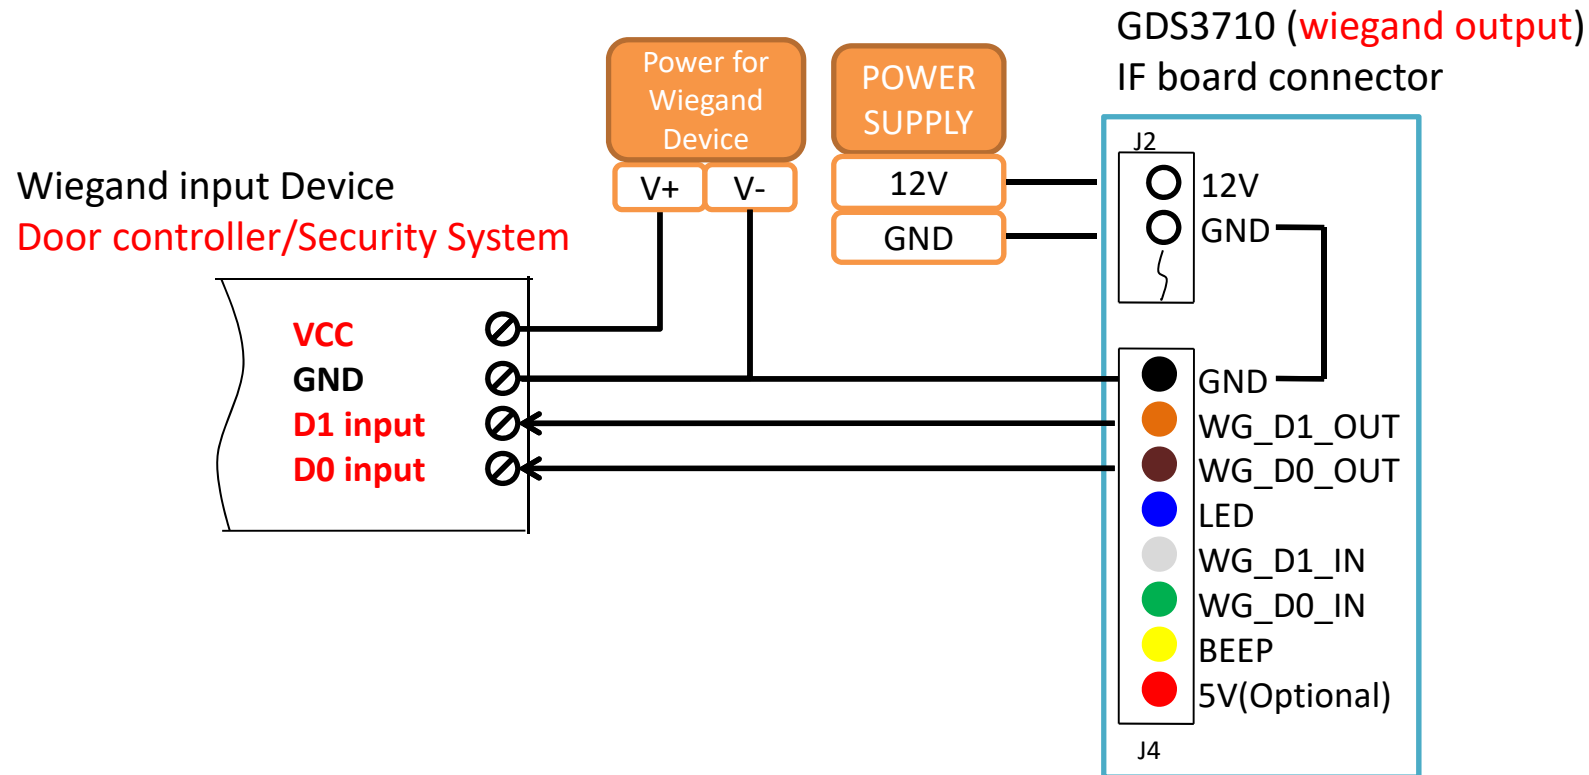 GDS3710 (wiegand output)
IF board connector
Power for
Wiegand
Device
V+ V-
POWER
SUPPLY
12V
GND
Wiegand input Device
Door controller/Security System
VCC
GND
D1 input
D0 input
J2
12V
GND
GND
WG_D1_OUT
WG_D0_OUT
LED
WG_D1_IN
WG_D0_IN
BEEP
5V(Optional)
J4